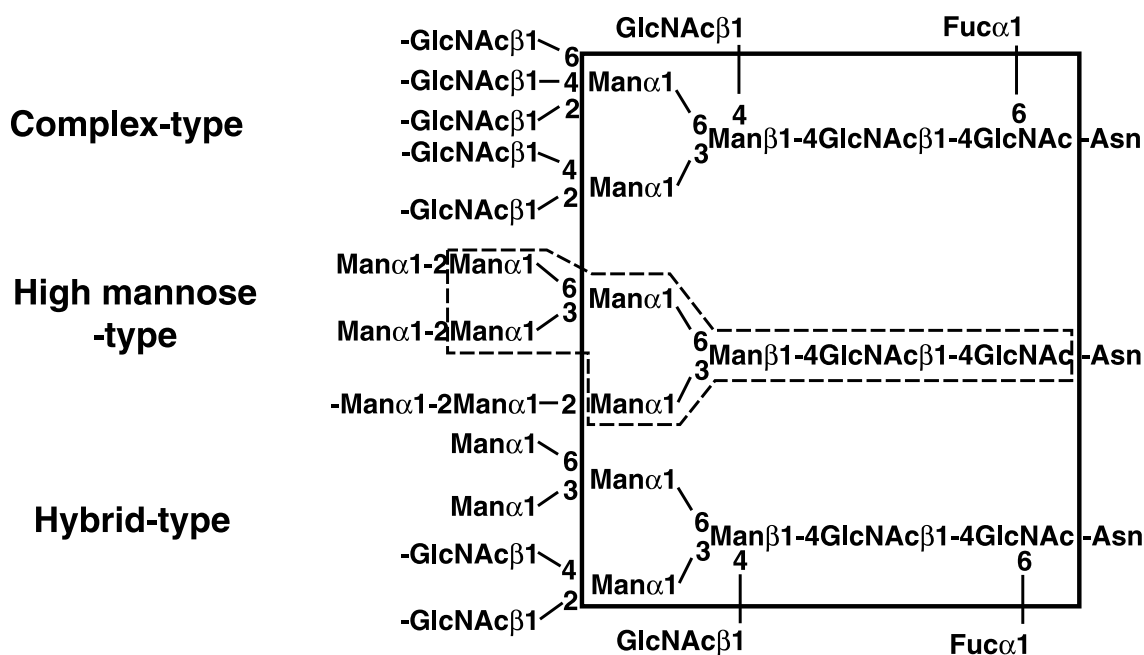 GlcNAcβ1 Fucα1
-GlcNAcβ1 6
-GlcNAcβ1 4 Manα1
2 4 6
-GlcNAcβ1 6
Complex-type Manβ1-4GlcNAcβ1-4GlcNAc -Asn
-GlcNAcβ1 3
4
Manα1
-GlcNAcβ1 2
Manα1-2Manα1
High mannose 6 Manα1
-type 3
Manα1-2Manα1 6
Manβ1-4GlcNAcβ1-4GlcNAc -Asn
3
-Manα1-2Manα1 2 Manα1
Manα1
6
Manα1
3
Manα1
Hybrid-type 6
Manβ1-4GlcNAcβ1-4GlcNAc -Asn
-GlcNAcβ1 3 4 6
4
Manα1
2
-GlcNAcβ1
GlcNAcβ1 Fucα1